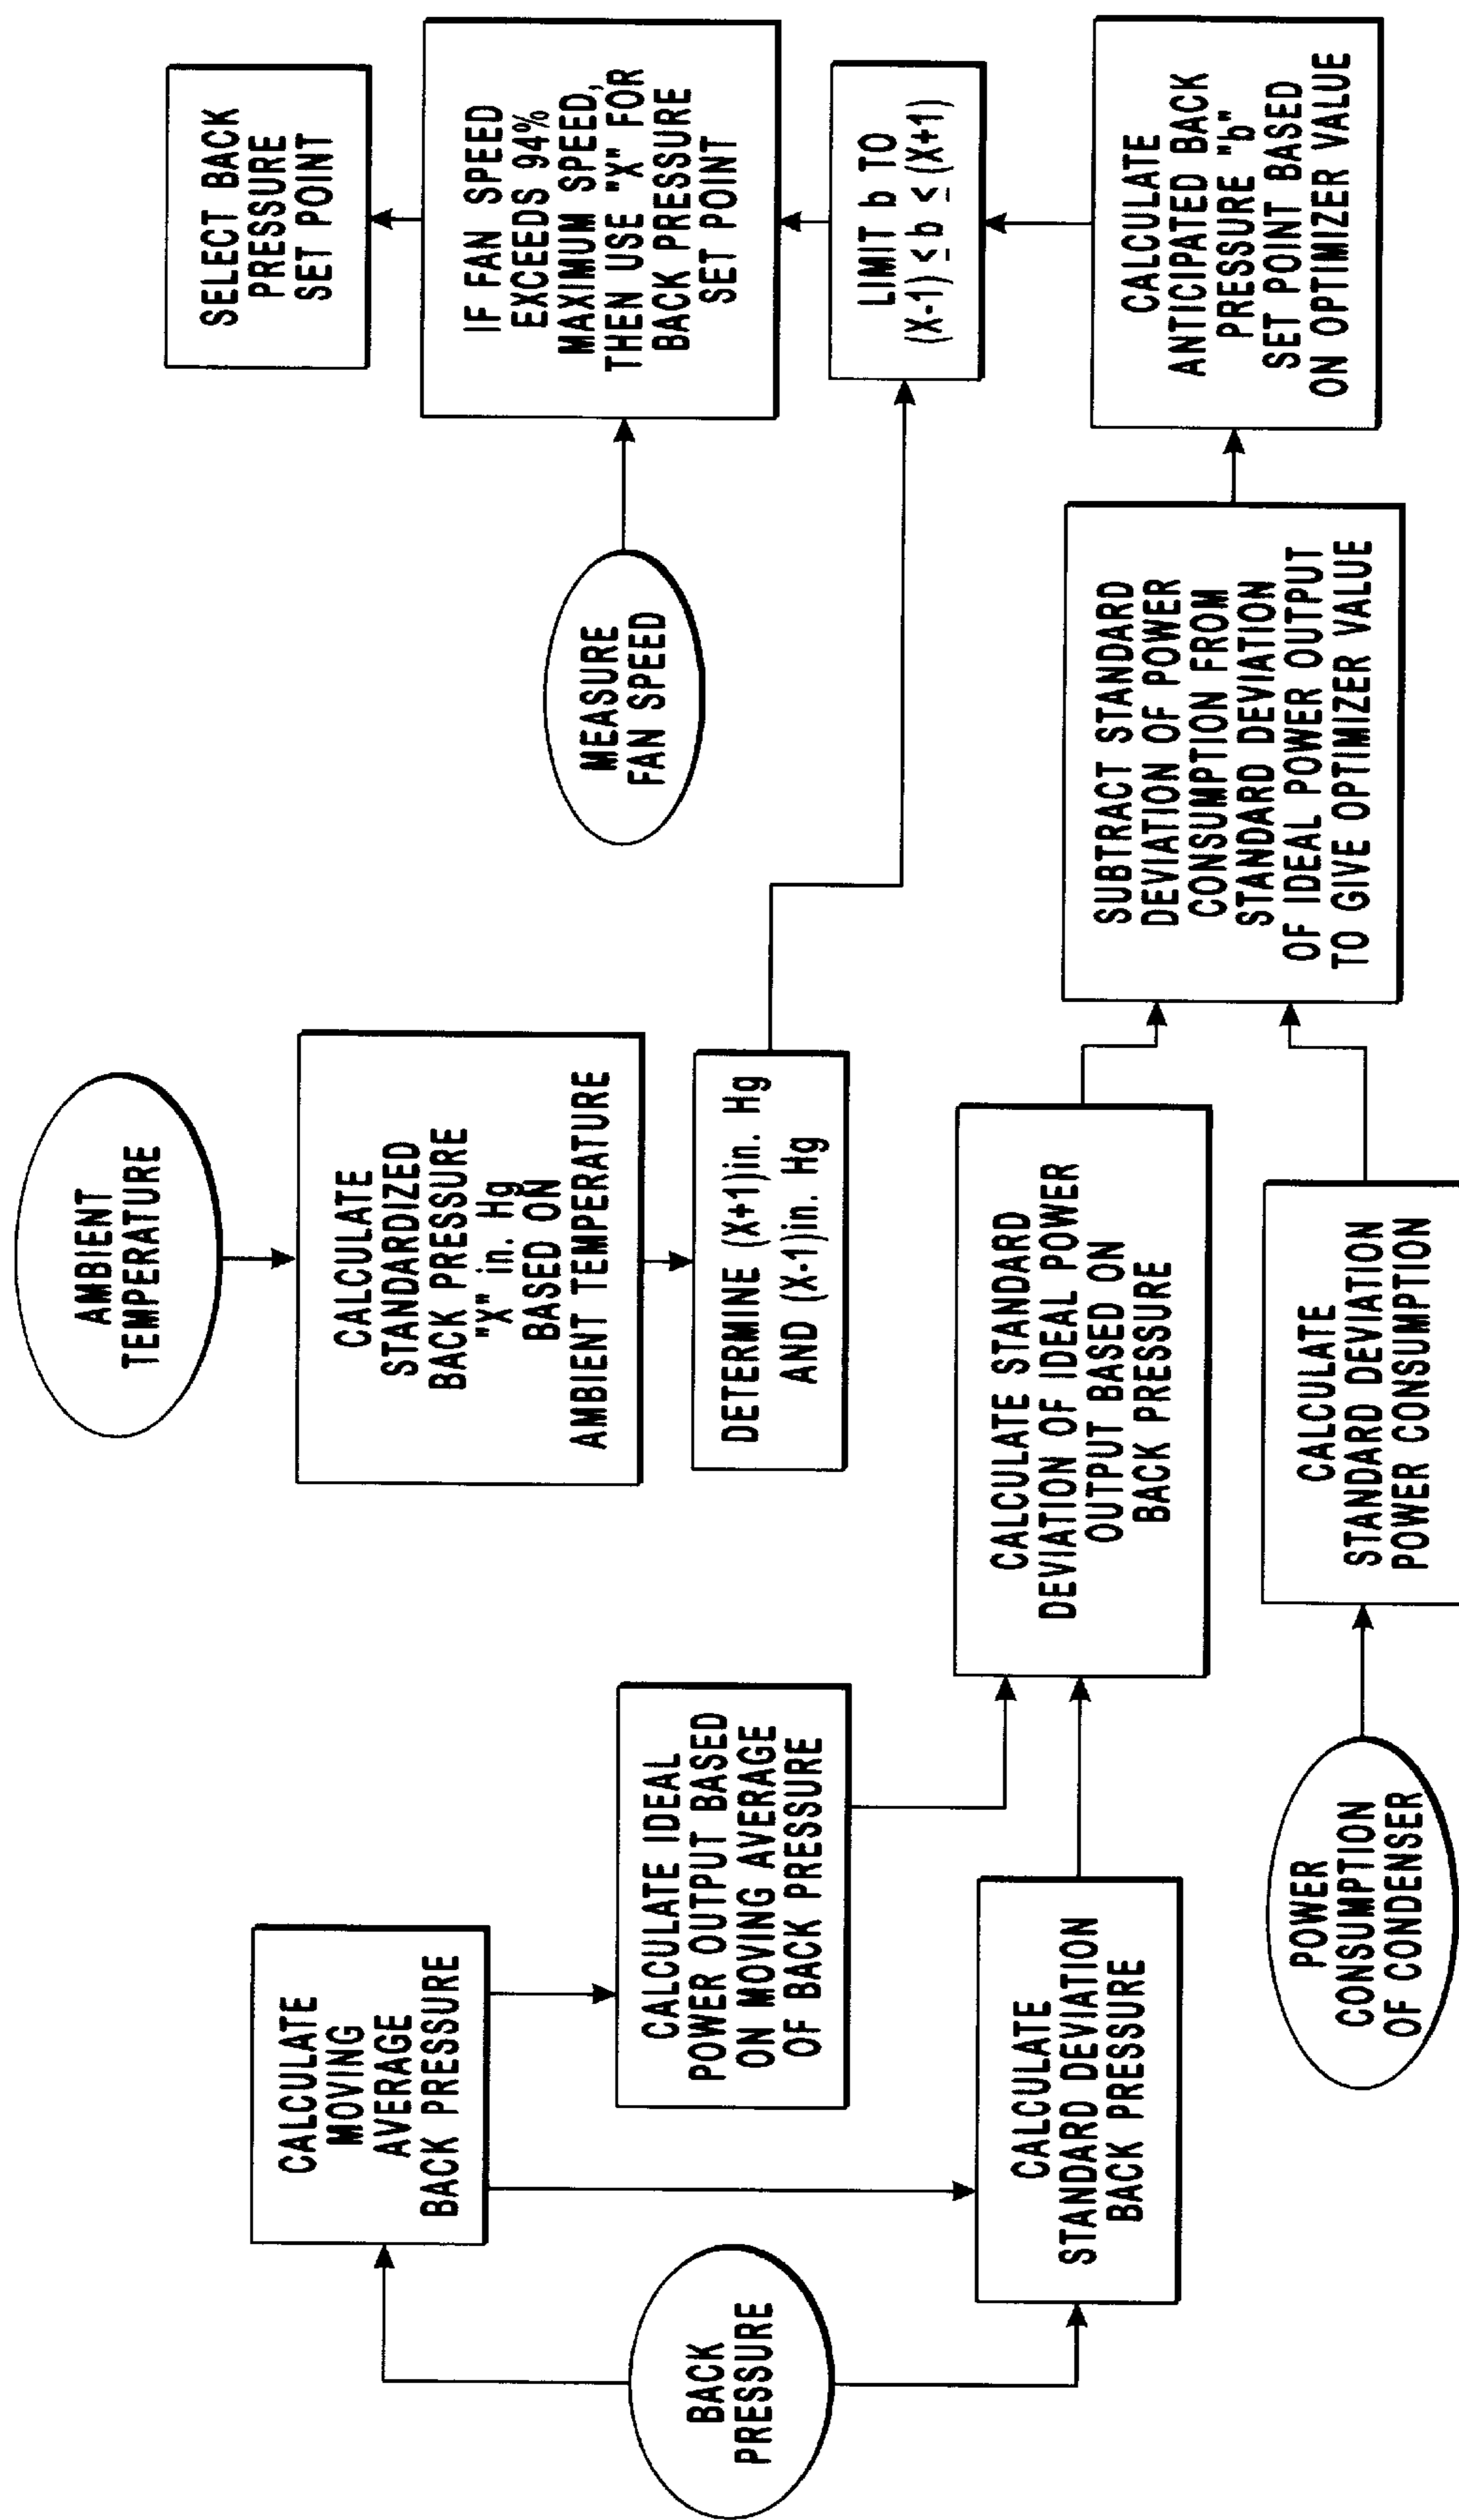 BACK
PRESSURE
CALCULATE
MOVING
AVERAGE
BACK PRESSURE
CALCULATE IDEAL
POWER OUTPUT BASED
ON MOVING AVERAGE
OF BACK PRESSURE
CALCULATE
STANDARD DEVIATION
BACK PRESSURE
POWER
CONSUMPTION
OF CONDENSER
AMBIENT
TEMPERATURE
CALCULATE
STANDARDIZED
BACK PRESSURE
"X" in. Hg
BASED ON
AMBIENT TEMPERATURE
DETERMINE (X+1)in. Hg
AND (X-1)in. Hg
CALCULATE STANDARD
DEVIATION OF IDEAL POWER
OUTPUT BASED ON
BACK PRESSURE
CALCULATE
STANDARD DEVIATION
POWER CONSUMPTION
MEASURE
FAN SPEED
SUBTRACT STANDARD
DEVIATION OF POWER
CONSUMPTION FROM
STANDARD DEVIATION
OF IDEAL POWER OUTPUT
TO GIVE OPTIMIZER VALUE
SELECT BACK
PRESSURE
SET POINT
IF FAN SPEED
EXCEEDS 94%
MAXIMUM SPEED,
THEN USE "X" FOR
BACK PRESSURE
SET POINT
LIMIT b TO
(X-1) ≤ b ≤ (X+1)
CALCULATE
ANTICIPATED BACK
PRESSURE "b"
SET POINT BASED
ON OPTIMIZER VALUE